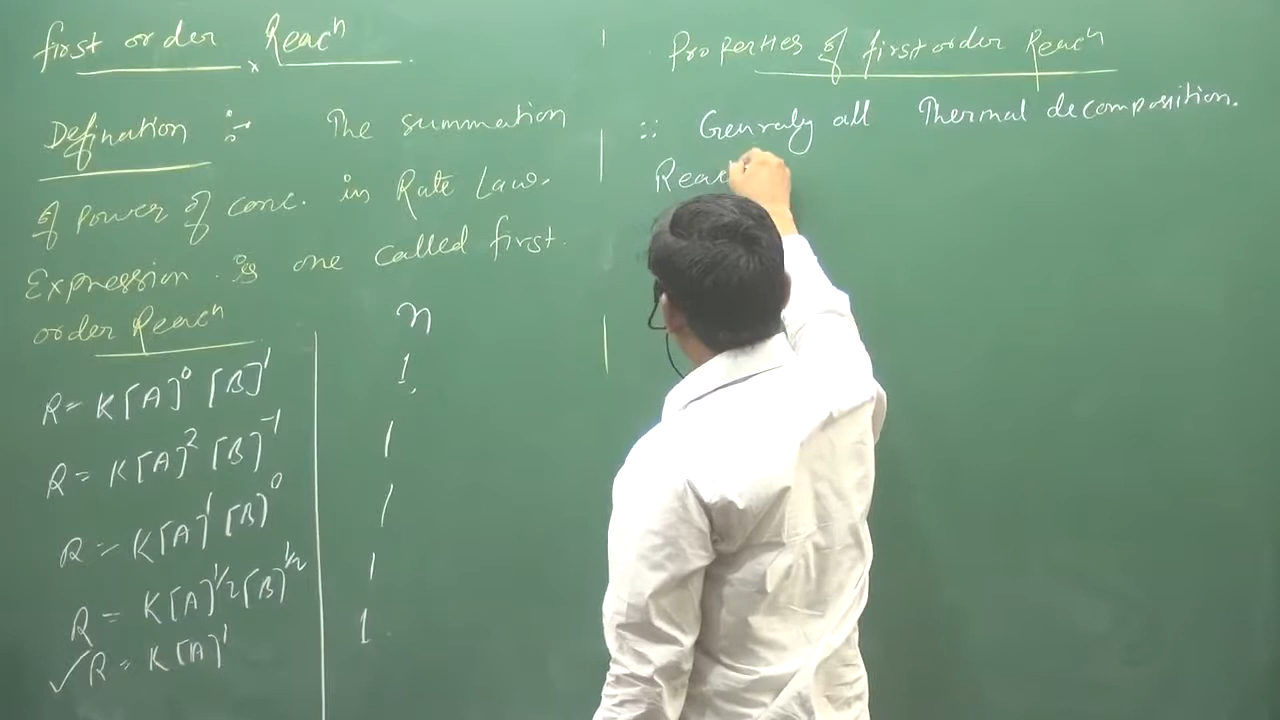 first order Reacⁿ
Defination :-  The summation
of Power of conc. in Rate Law.
Expression. is one called first.
order Reacⁿ
n
R = K[A]⁰ [B]¹  1.
R = K[A]² [B]⁻¹  1
R = K[A]¹ [B]⁰  1
R = K[A]^1/2 [B]^1/2  1
✓R = K[A]¹  1.
Properties of first order Reacⁿ
:: Genraly all Thermal decomposition.
Reac